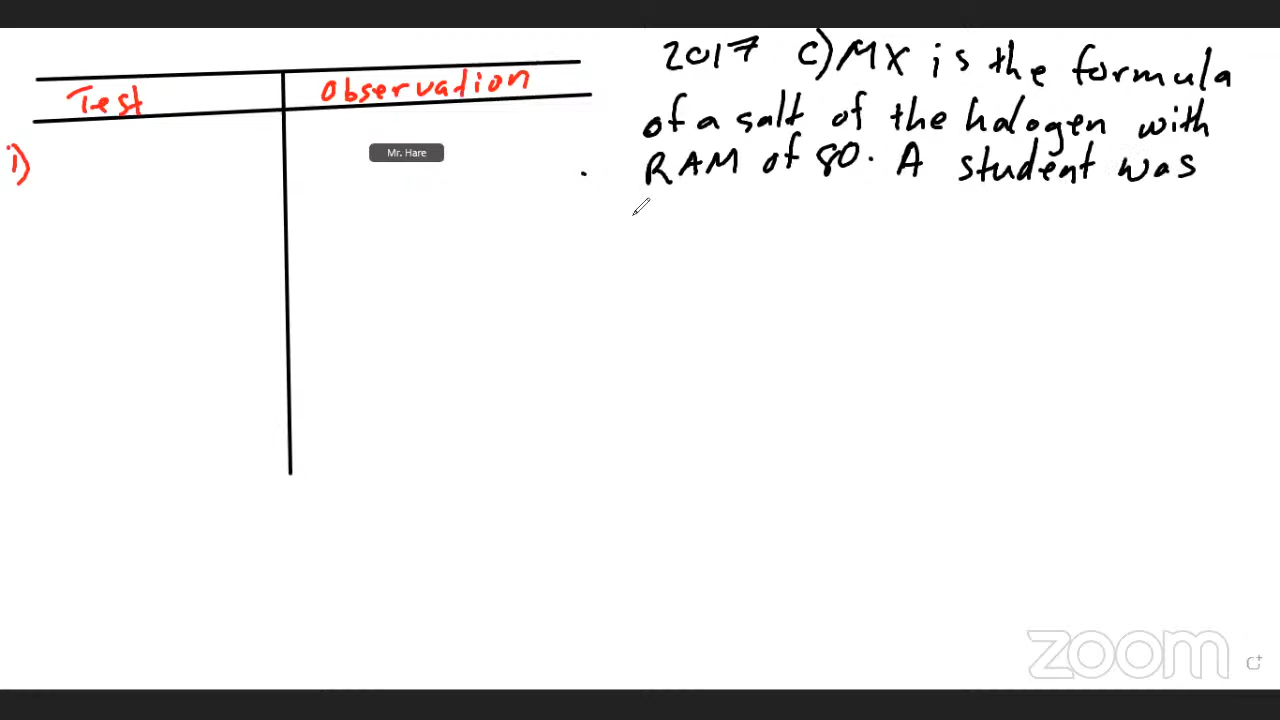 Test
Observation
i)
Mr. Hare
2017 C) MX is the formula
of a salt of the halogen with
RAM of 80. A student was
zoom